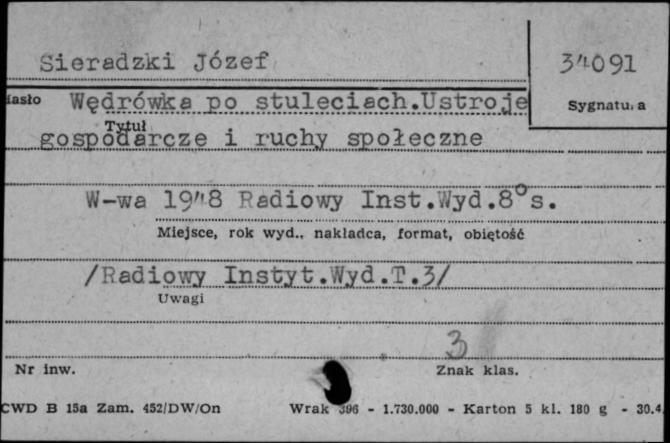 Sieradzki Józef
34091
Hasło
Wędrówka po stuleciach.Ustroje
Sygnatura
Tytuł
gospodarcze i ruchy społeczne
W-wa 1948 Radiowy Inst.Wyd.8°s.
Miejsce, rok wyd., nakładca, format, objętość
/Radiowy Instyt.Wyd.T.3/
Uwagi
3
Nr inw.
Znak klas.
CWD B 15a Zam. 452/DW/On Wrak 396 - 1.730.000 - Karton 5 kl. 180 g - 30.4